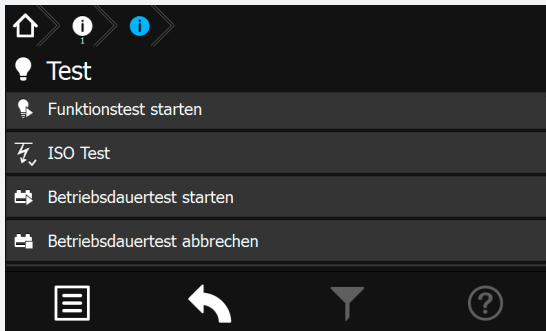 1
Test
Funktionstest starten
ISO Test
Betriebsdauertest starten
Betriebsdauertest abbrechen